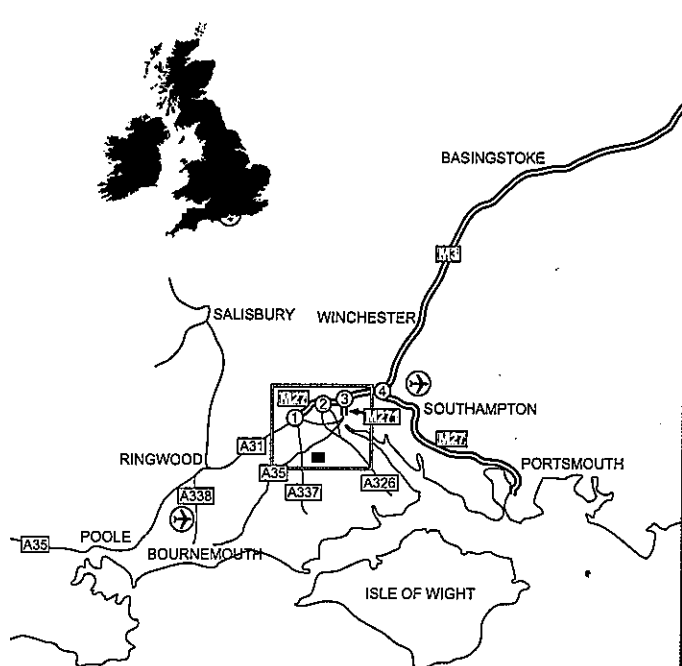 BASINGSTOKE
M3
SALISBURY
WINCHESTER
4
M27
2
3
1
M271
SOUTHAMPTON
M27
A31
RINGWOOD
A35
A337
A326
PORTSMOUTH
A338
A35
POOLE
BOURNEMOUTH
ISLE OF WIGHT